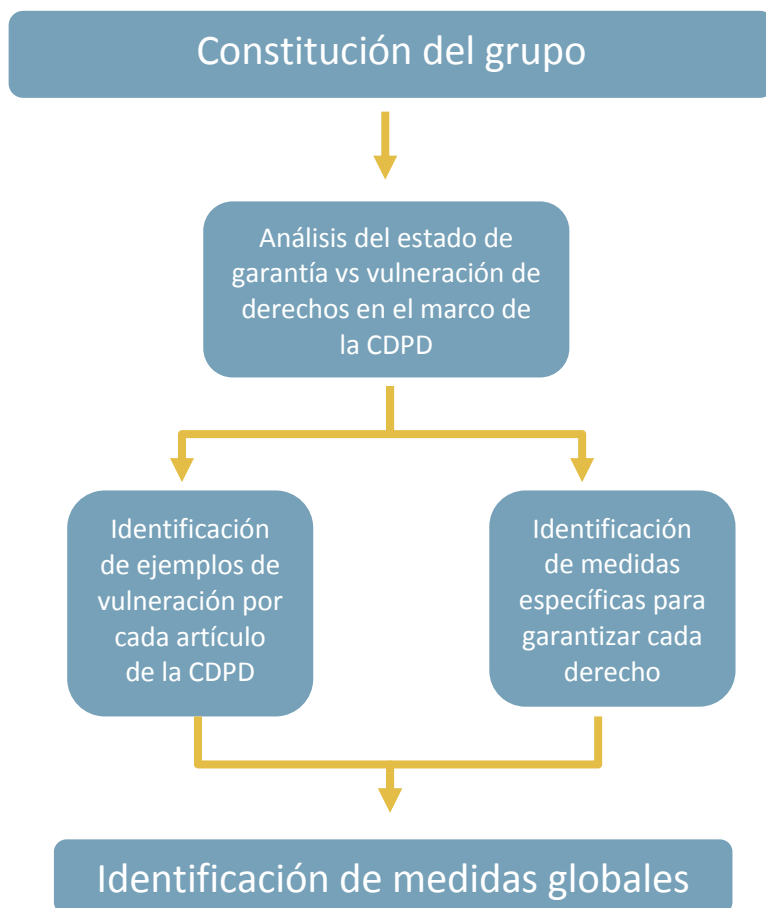 Constitución del grupo
Análisis del estado de
garantía vs vulneración de
derechos en el marco de
la CDPD
Identificación
de ejemplos de
vulneración por
cada artículo
de la CDPD
Identificación
de medidas
específicas para
garantizar cada
derecho
Identificación de medidas globales